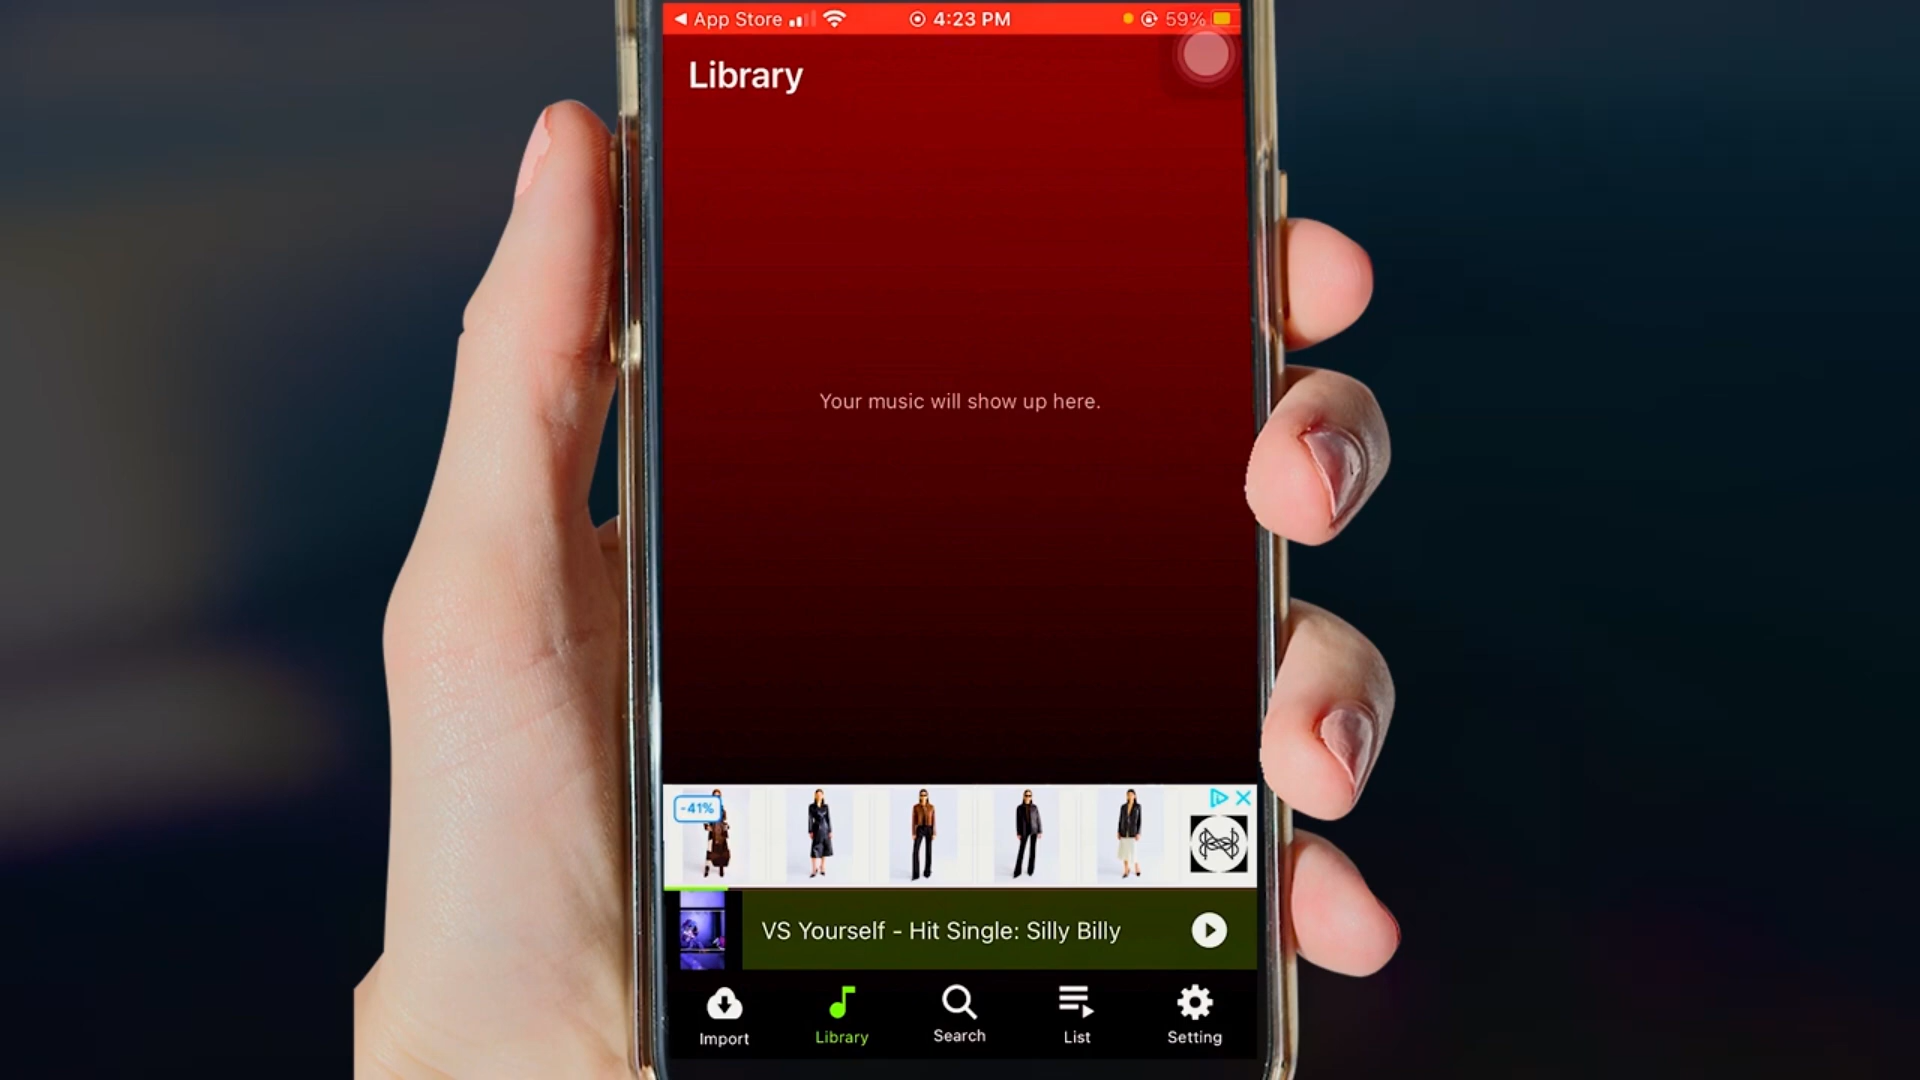 App Store 4:23 PM 59%
Library
Your music will show up here.
-41%
VS Yourself - Hit Single: Silly Billy
Import Library Search List Setting